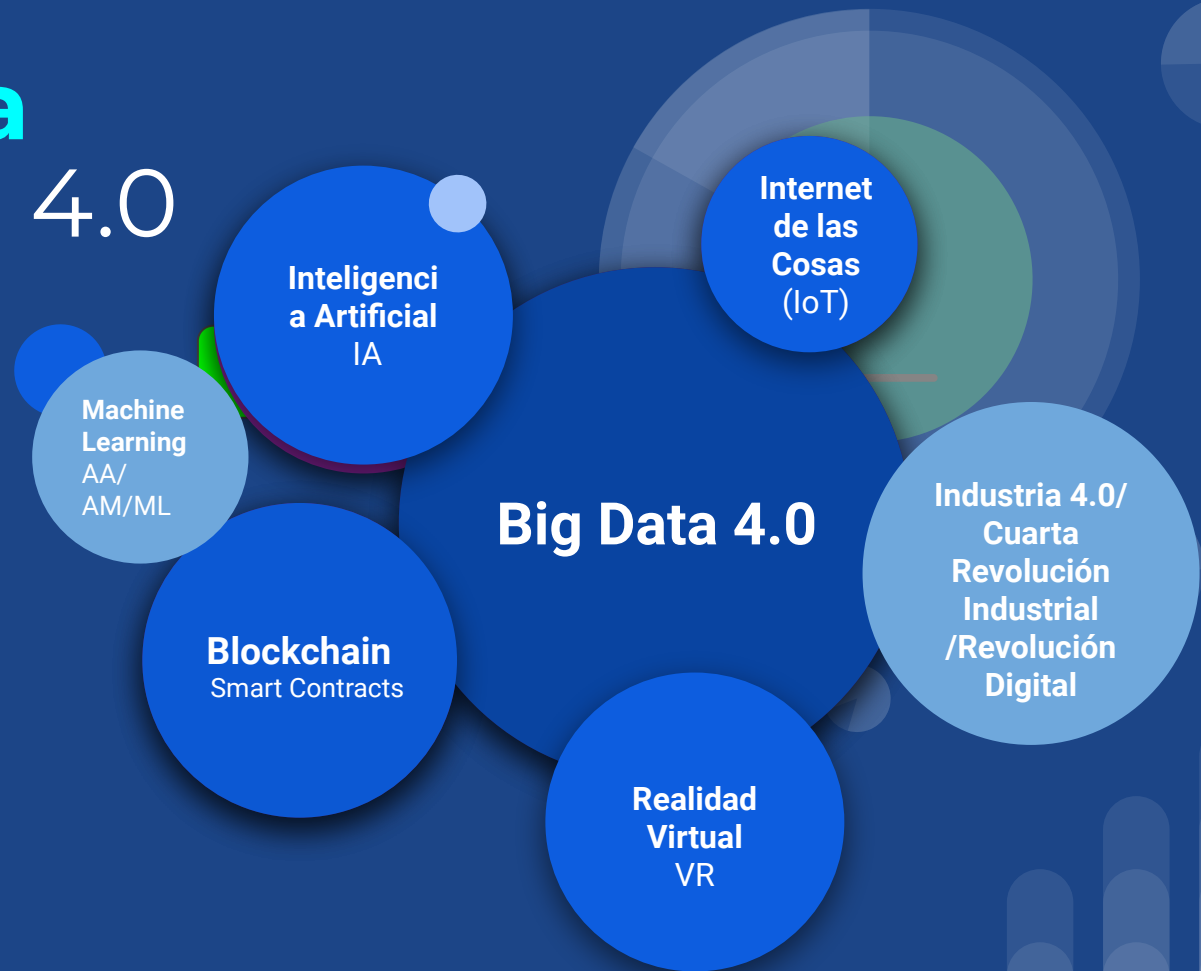 a
4.0
Inteligenci
a Artificial
IA
Internet
de las
Cosas
(IoT)
Machine
Learning
AA/
AM/ML
Big Data 4.0
Industria 4.0/
Cuarta
Revolución
Industrial
/Revolución
Digital
Blockchain
Smart Contracts
Realidad
Virtual
VR